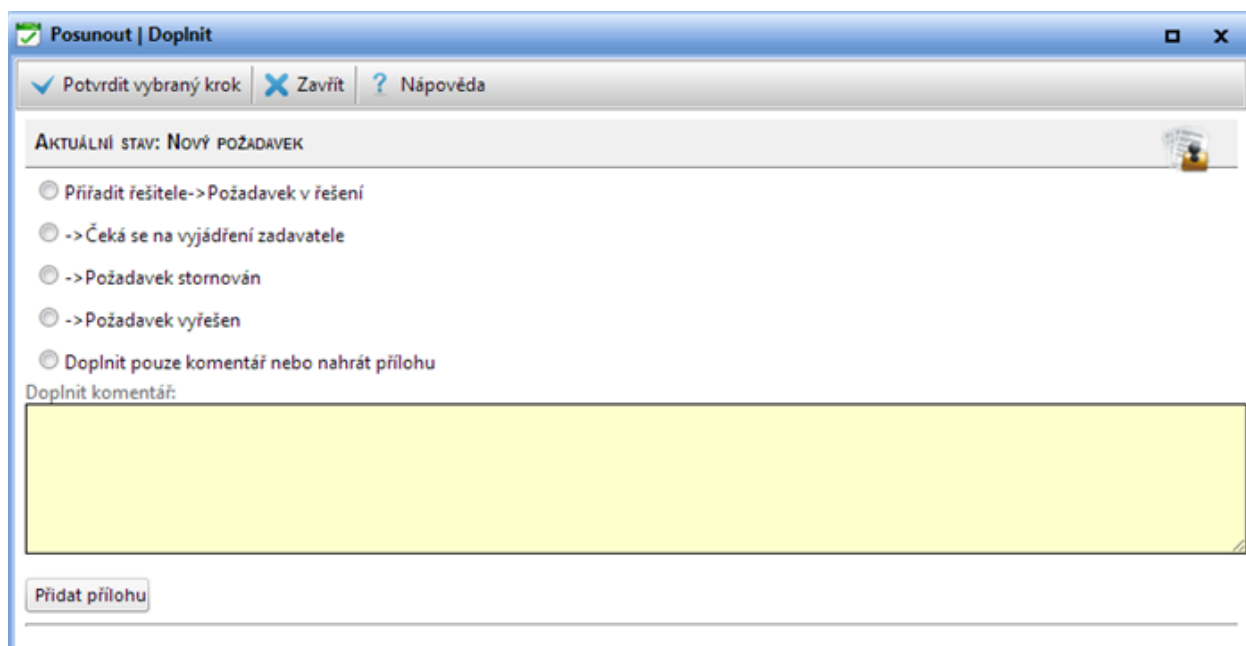 Posunout | Doplnit
Potvrdit vybraný krok Zavřít ? Nápověda
Aktuální stav: Nový požadavek
Přiřadit řešitele->Požadavek v řešení
->Čeká se na vyjádření zadavatele
->Požadavek stornován
->Požadavek vyřešen
Doplnit pouze komentář nebo nahrát přílohu
Doplnit komentář:
Přidat přílohu